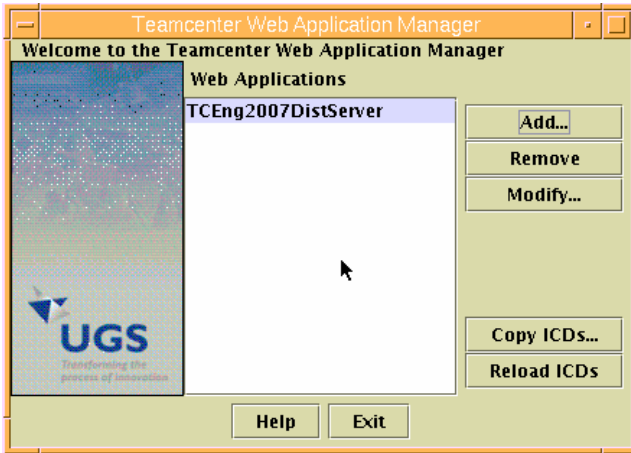 Teamcenter Web Application Manager
Welcome to the Teamcenter Web Application Manager
Web Applications
TCEng2007DistServer
Add...
Remove
Modify...
UGS
Transforming the
process of innovation
Copy ICDs...
Reload ICDs
Help
Exit